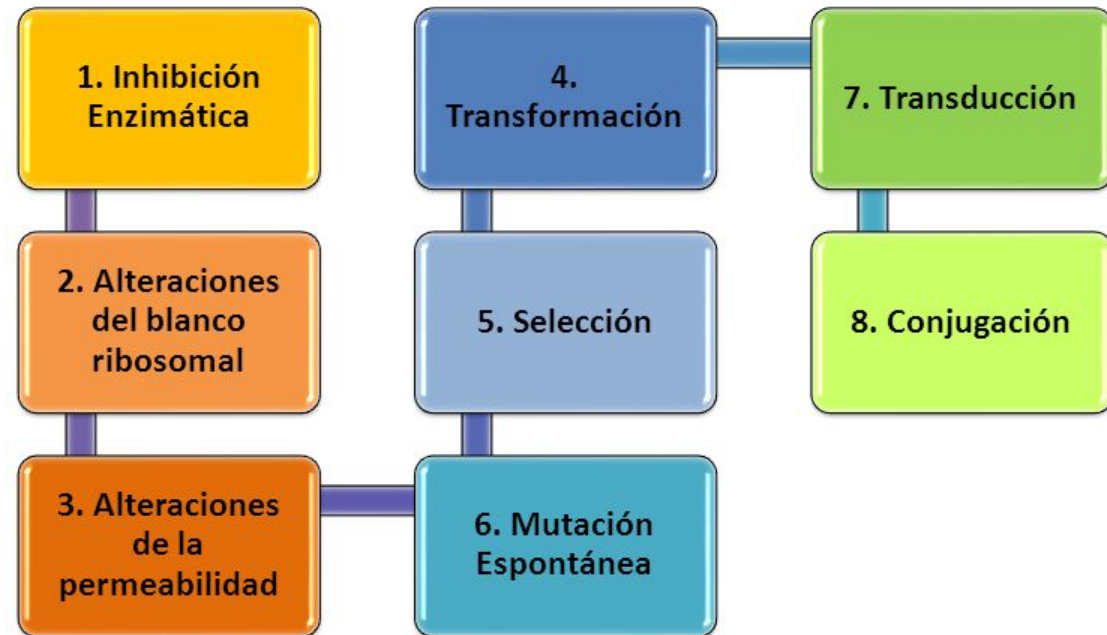 1. Inhibición
Enzimática
2. Alteraciones
del blanco
ribosomal
3. Alteraciones
de la
permeabilidad
4.
Transformación
5. Selección
6. Mutación
Espontánea
7. Transducción
8. Conjugación